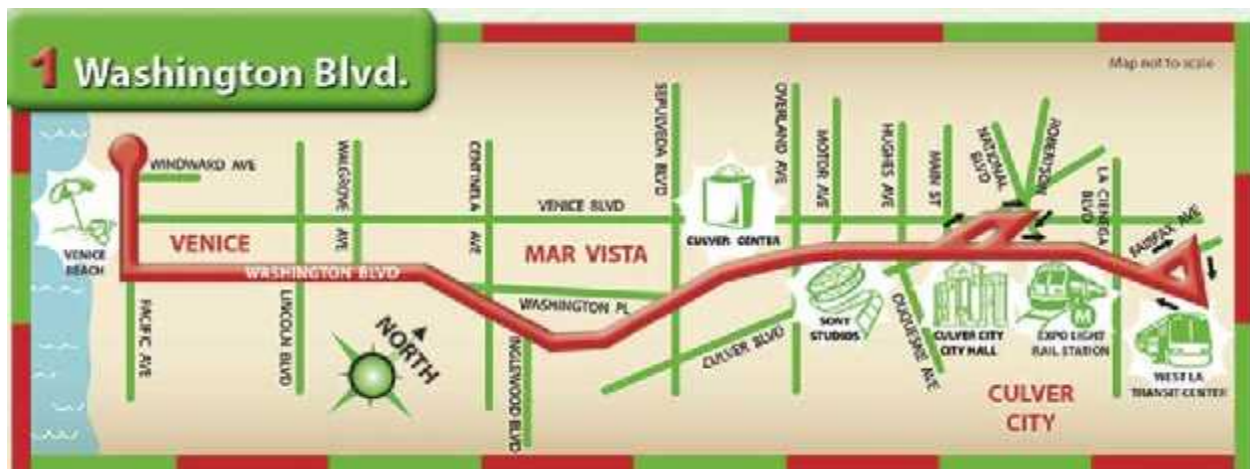 1 Washington Blvd.
Map not to scale
WINDWARD AVE
VENICE
BEACH
VENICE
PACIFIC AVE
LINCOLN BLVD
WALGROVE
AVE
WASHINGTON BLVD
NORTH
CENTINELA
AVE
INGLEWOOD BLVD
VENICE BLVD
MAR VISTA
WASHINGTON PL
SEPULVEDA BLVD
CULVER CENTER
CULVER BLVD
OVERLAND AVE
MOTOR AVE
SONY
STUDIOS
HUGHES AVE
DUQUESNE AVE
MAIN ST
NATIONAL
BLVD
ROBERTSON
CULVER CITY
CITY HALL
EXPO LIGHT
RAIL STATION
M
CULVER
CITY
LA CIENEGA
BLVD
FAIRFAX AVE
WEST LA
TRANSIT CENTER